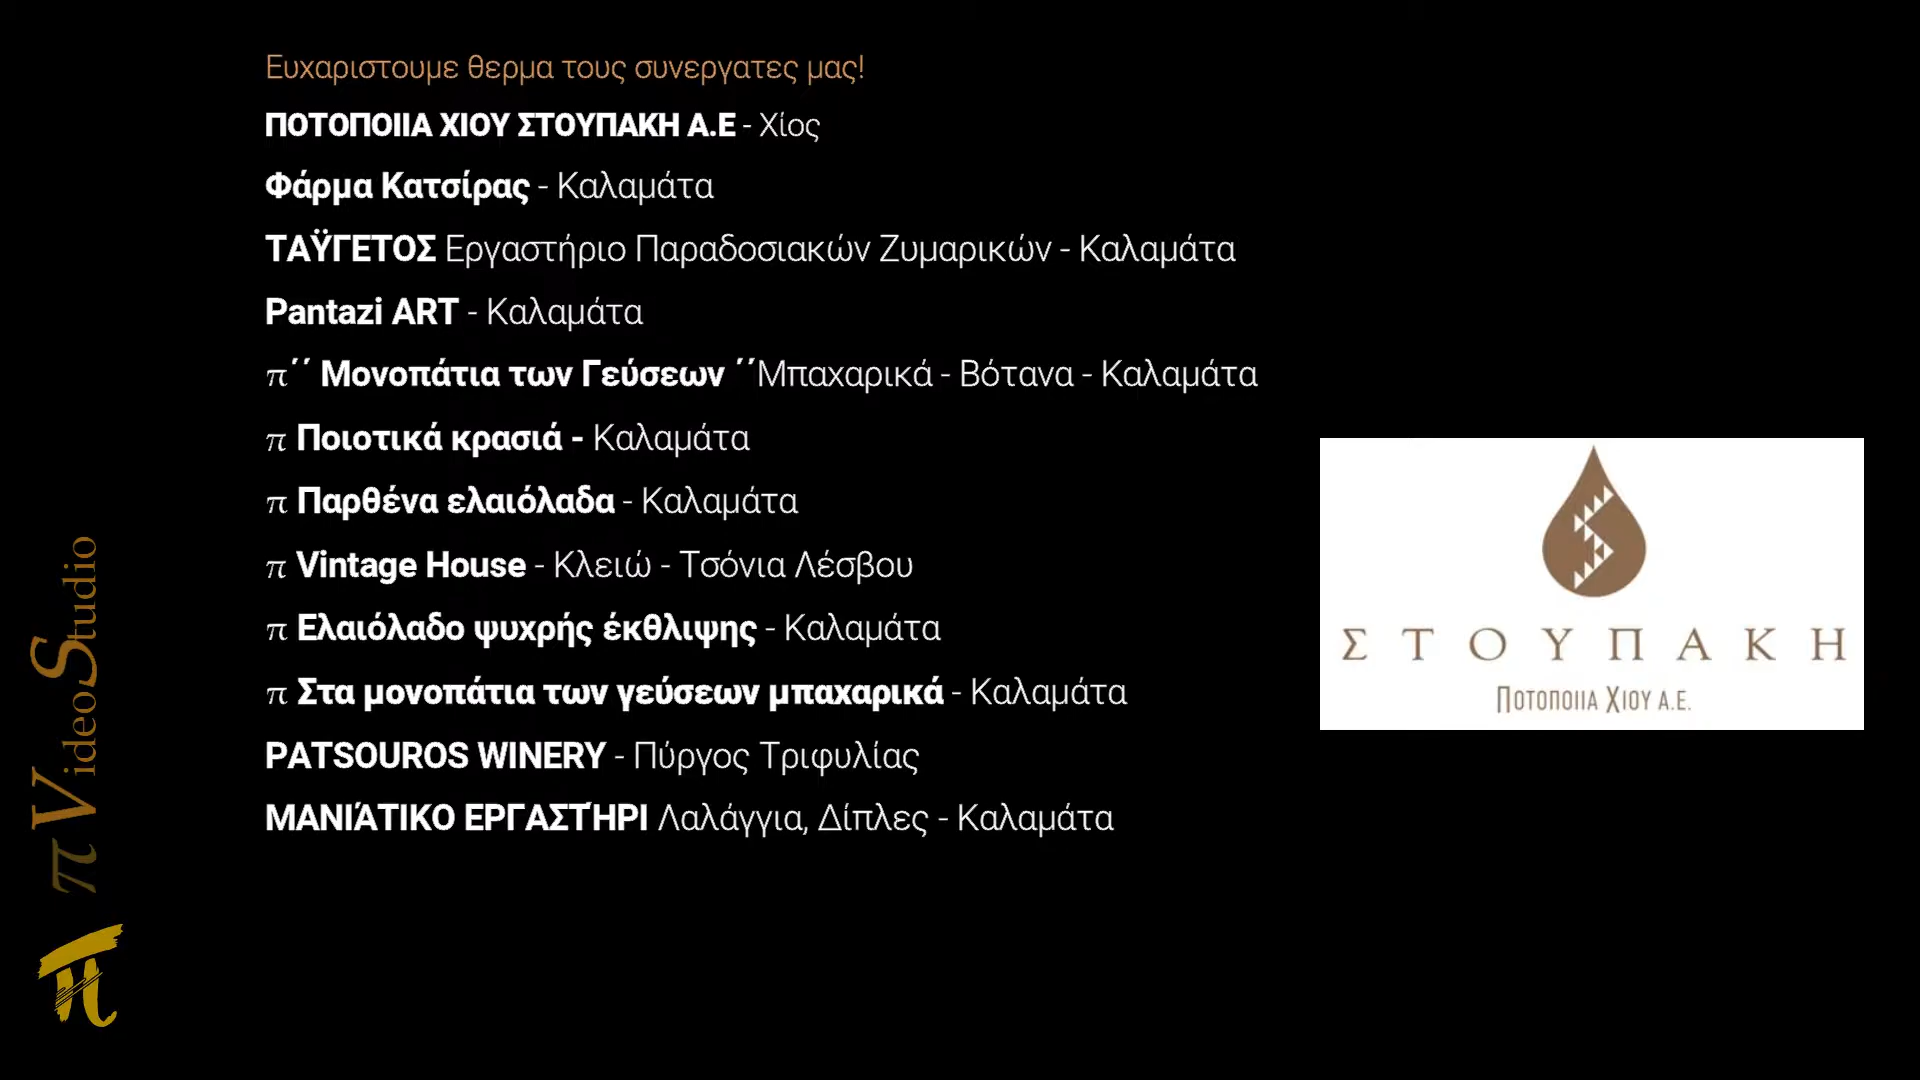 Ευχαριστουμε θερμα τους συνεργατες μας!
ΠΟΤΟΠΟΙΙΑ ΧΙΟΥ ΣΤΟΥΠΑΚΗ Α.Ε - Χίος
Φάρμα Κατσίρας - Καλαμάτα
ΤΑΫΓΕΤΟΣ Εργαστήριο Παραδοσιακών Ζυμαρικών - Καλαμάτα
Pantazi ART - Καλαμάτα
π΄΄ Μονοπάτια των Γεύσεων ΄΄Μπαχαρικά - Βότανα - Καλαμάτα
π Ποιοτικά κρασιά - Καλαμάτα
π Παρθένα ελαιόλαδα - Καλαμάτα
π Vintage House - Κλειώ - Τσόνια Λέσβου
π Ελαιόλαδο ψυχρής έκθλιψης - Καλαμάτα
π Στα μονοπάτια των γεύσεων μπαχαρικά - Καλαμάτα
PATSOUROS WINERY - Πύργος Τριφυλίας
ΜΑΝΙΆΤΙΚΟ ΕΡΓΑΣΤΉΡΙ Λαλάγγια, Δίπλες - Καλαμάτα
ΣΤΟΥΠΑΚΗ
ΠΟΤΟΠΟΙΙΑ ΧΙΟΥ Α.Ε.
π VideoStudio
π